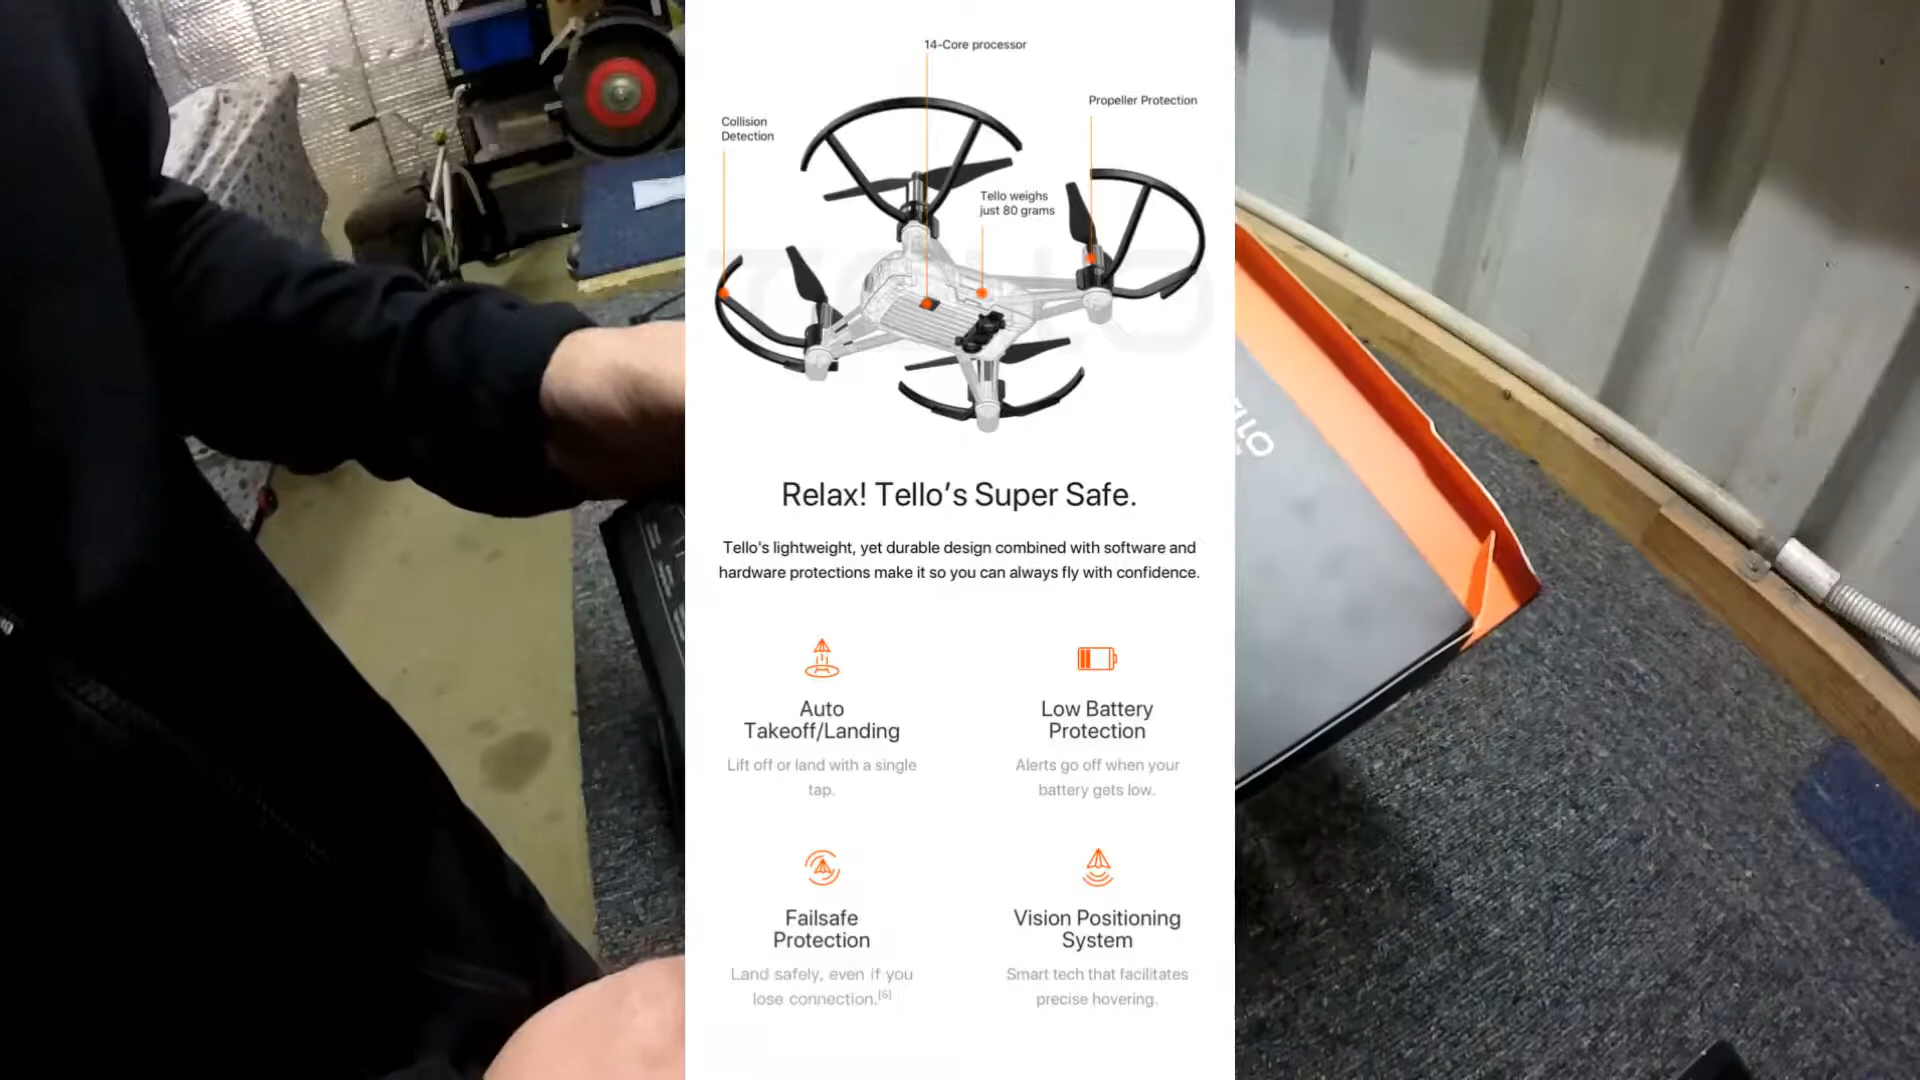 14-Core processor
Propeller Protection
Collision
Detection
Tello weighs
just 80 grams
TELLO
Relax! Tello's Super Safe.
Tello's lightweight, yet durable design combined with software and
hardware protections make it so you can always fly with confidence.
Auto
Takeoff/Landing
Lift off or land with a single
tap.
Low Battery
Protection
Alerts go off when your
battery gets low.
Failsafe
Protection
Land safely, even if you
lose connection.[6]
Vision Positioning
System
Smart tech that facilitates
precise hovering.